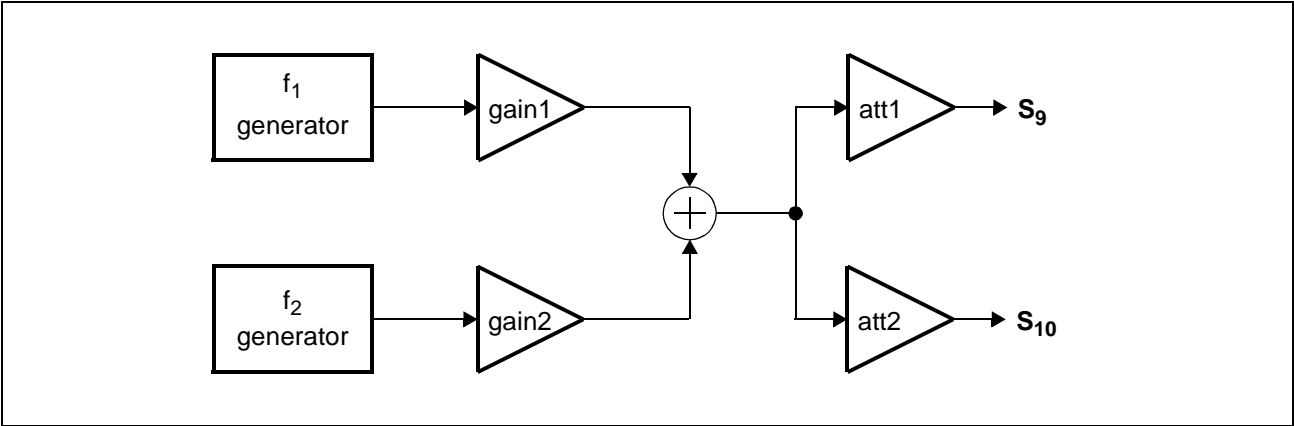 f1
generator
gain1
att1
S9
f2
generator
gain2
att2
S10